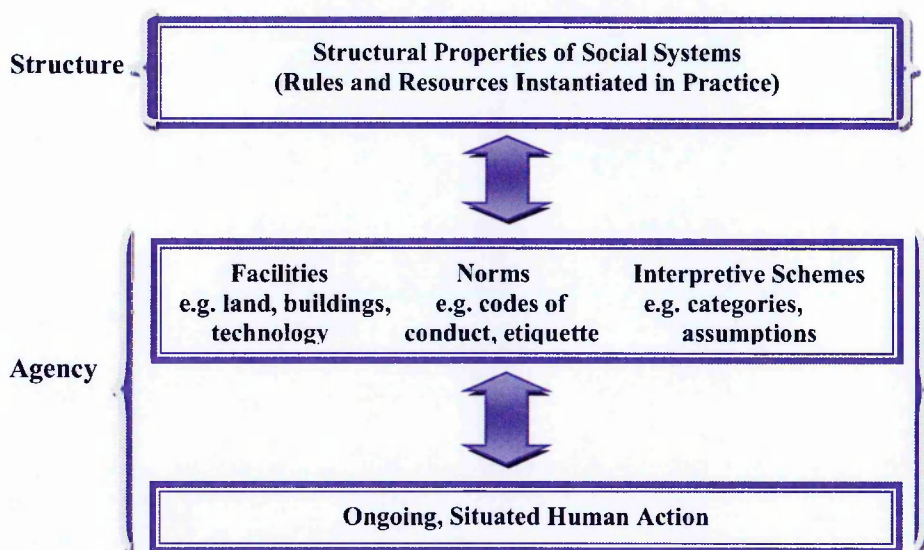 Structure
Structural Properties of Social Systems
(Rules and Resources Instantiated in Practice)
Agency
Facilities
e.g. land, buildings,
technology
Norms
e.g. codes of
conduct, etiquette
Interpretive Schemes
e.g. categories,
assumptions
Ongoing, Situated Human Action